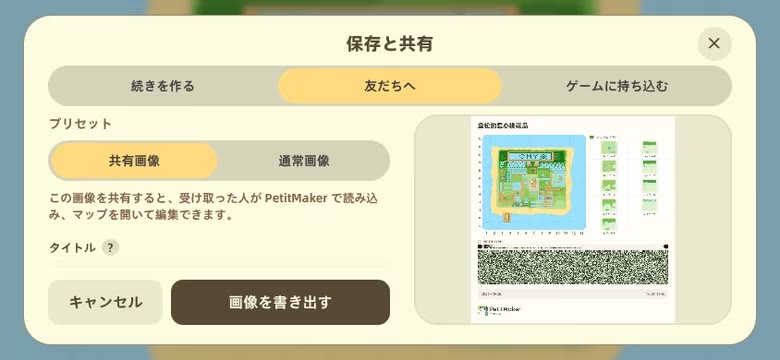 保存と共有
続きを作る
友だちへ
ゲームに持ち込む
プリセット
共有画像
通常画像
この画像を共有すると、受け取った人が PetitMaker で読み込
み、マップを開いて編集できます。
タイトル ?
キャンセル
画像を書き出す
PetitMaker